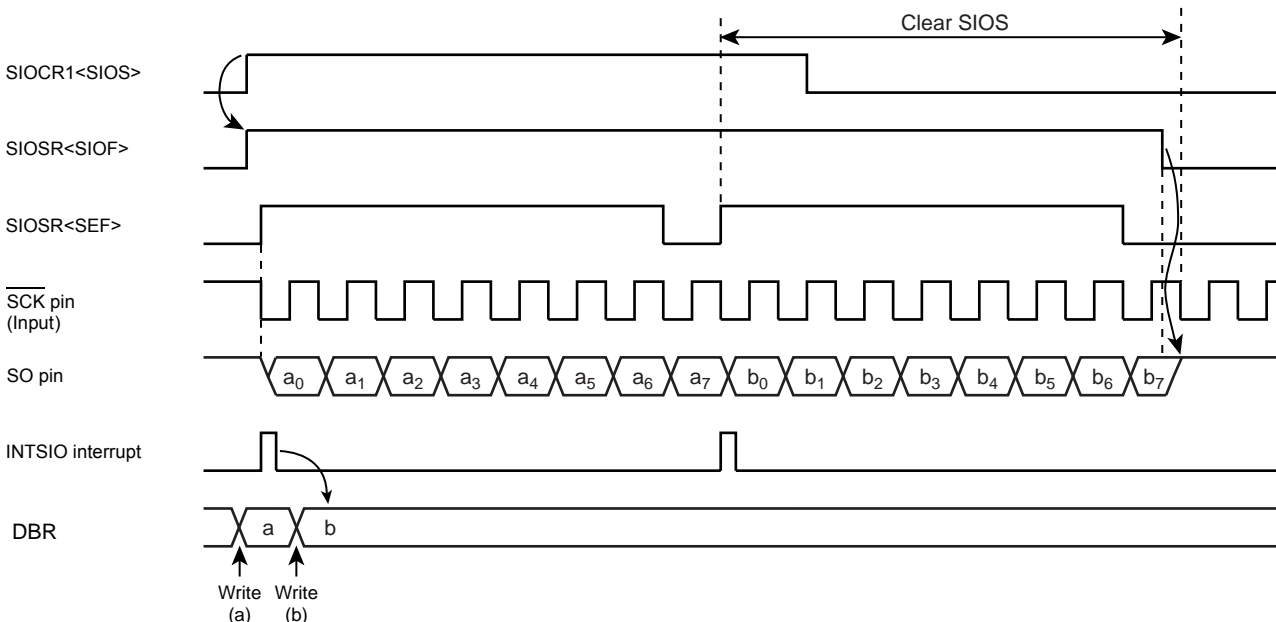 Clear SIOS
SIOCR1<SIOS>
SIOSR<SIOF>
SIOSR<SEF>
SCK pin
(Input)
SO pin
a0 a1 a2 a3 a4 a5 a6 a7 b0 b1 b2 b3 b4 b5 b6 b7
INTSIO interrupt
DBR
a b
Write Write
(a) (b)